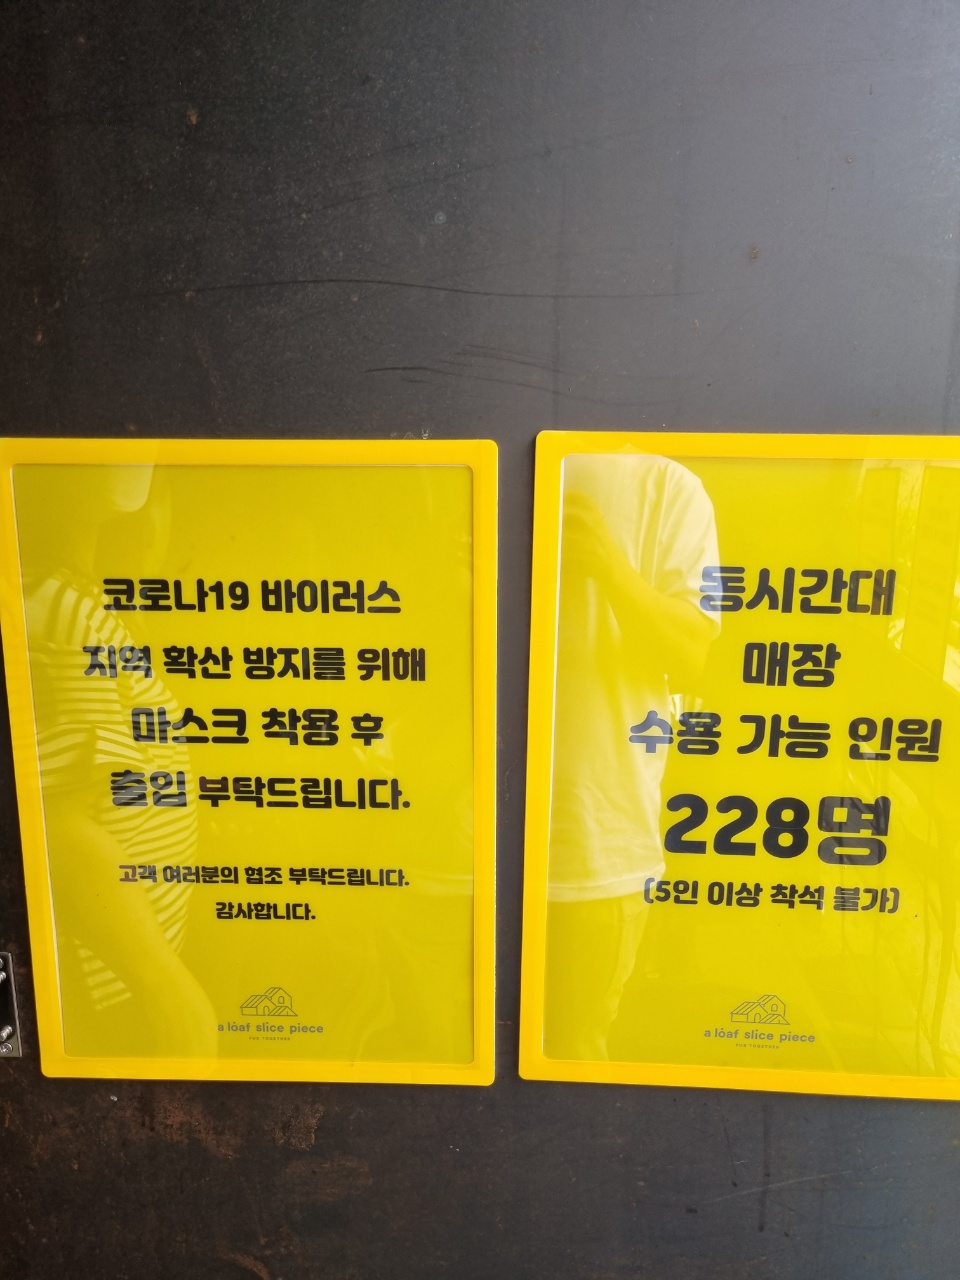 코로나19 바이러스
지역 확산 방지를 위해
마스크 착용 후
출입 부탁드립니다.
고객 여러분의 협조 부탁드립니다.
감사합니다.
a loaf slice piece
FUN TOGETHER
동시간대
매장
수용 가능 인원
228명
(5인 이상 착석 불가)
a loaf slice piece
FUN TOGETHER